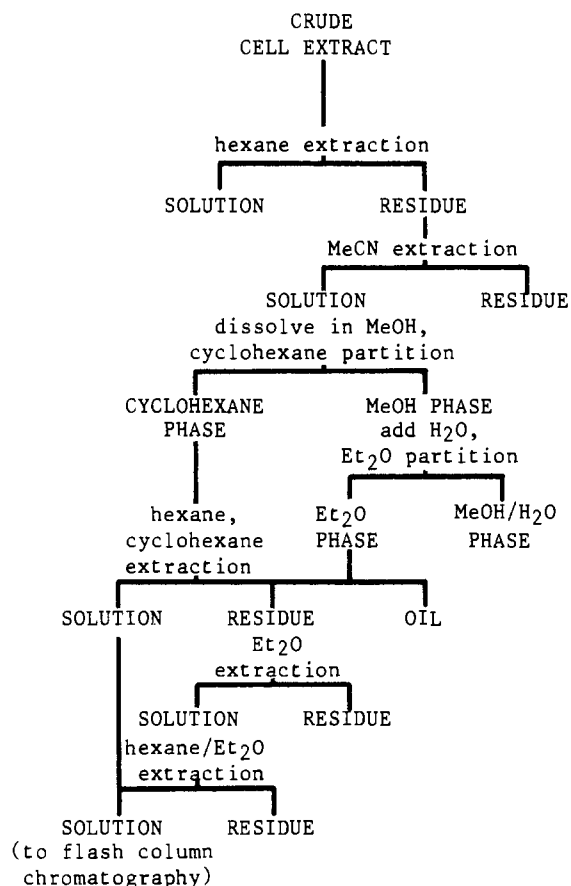 CRUDE
CELL EXTRACT
hexane extraction
SOLUTION RESIDUE
MeCN extraction
SOLUTION RESIDUE
dissolve in MeOH,
cyclohexane partition
CYCLOHEXANE
PHASE
MeOH PHASE
add H2O,
Et2O partition
hexane,
cyclohexane
extraction
Et2O
PHASE
MeOH/H2O
PHASE
SOLUTION RESIDUE OIL
Et2O
extraction
SOLUTION RESIDUE
hexane/Et2O
extraction
SOLUTION RESIDUE
(to flash column
chromatography)